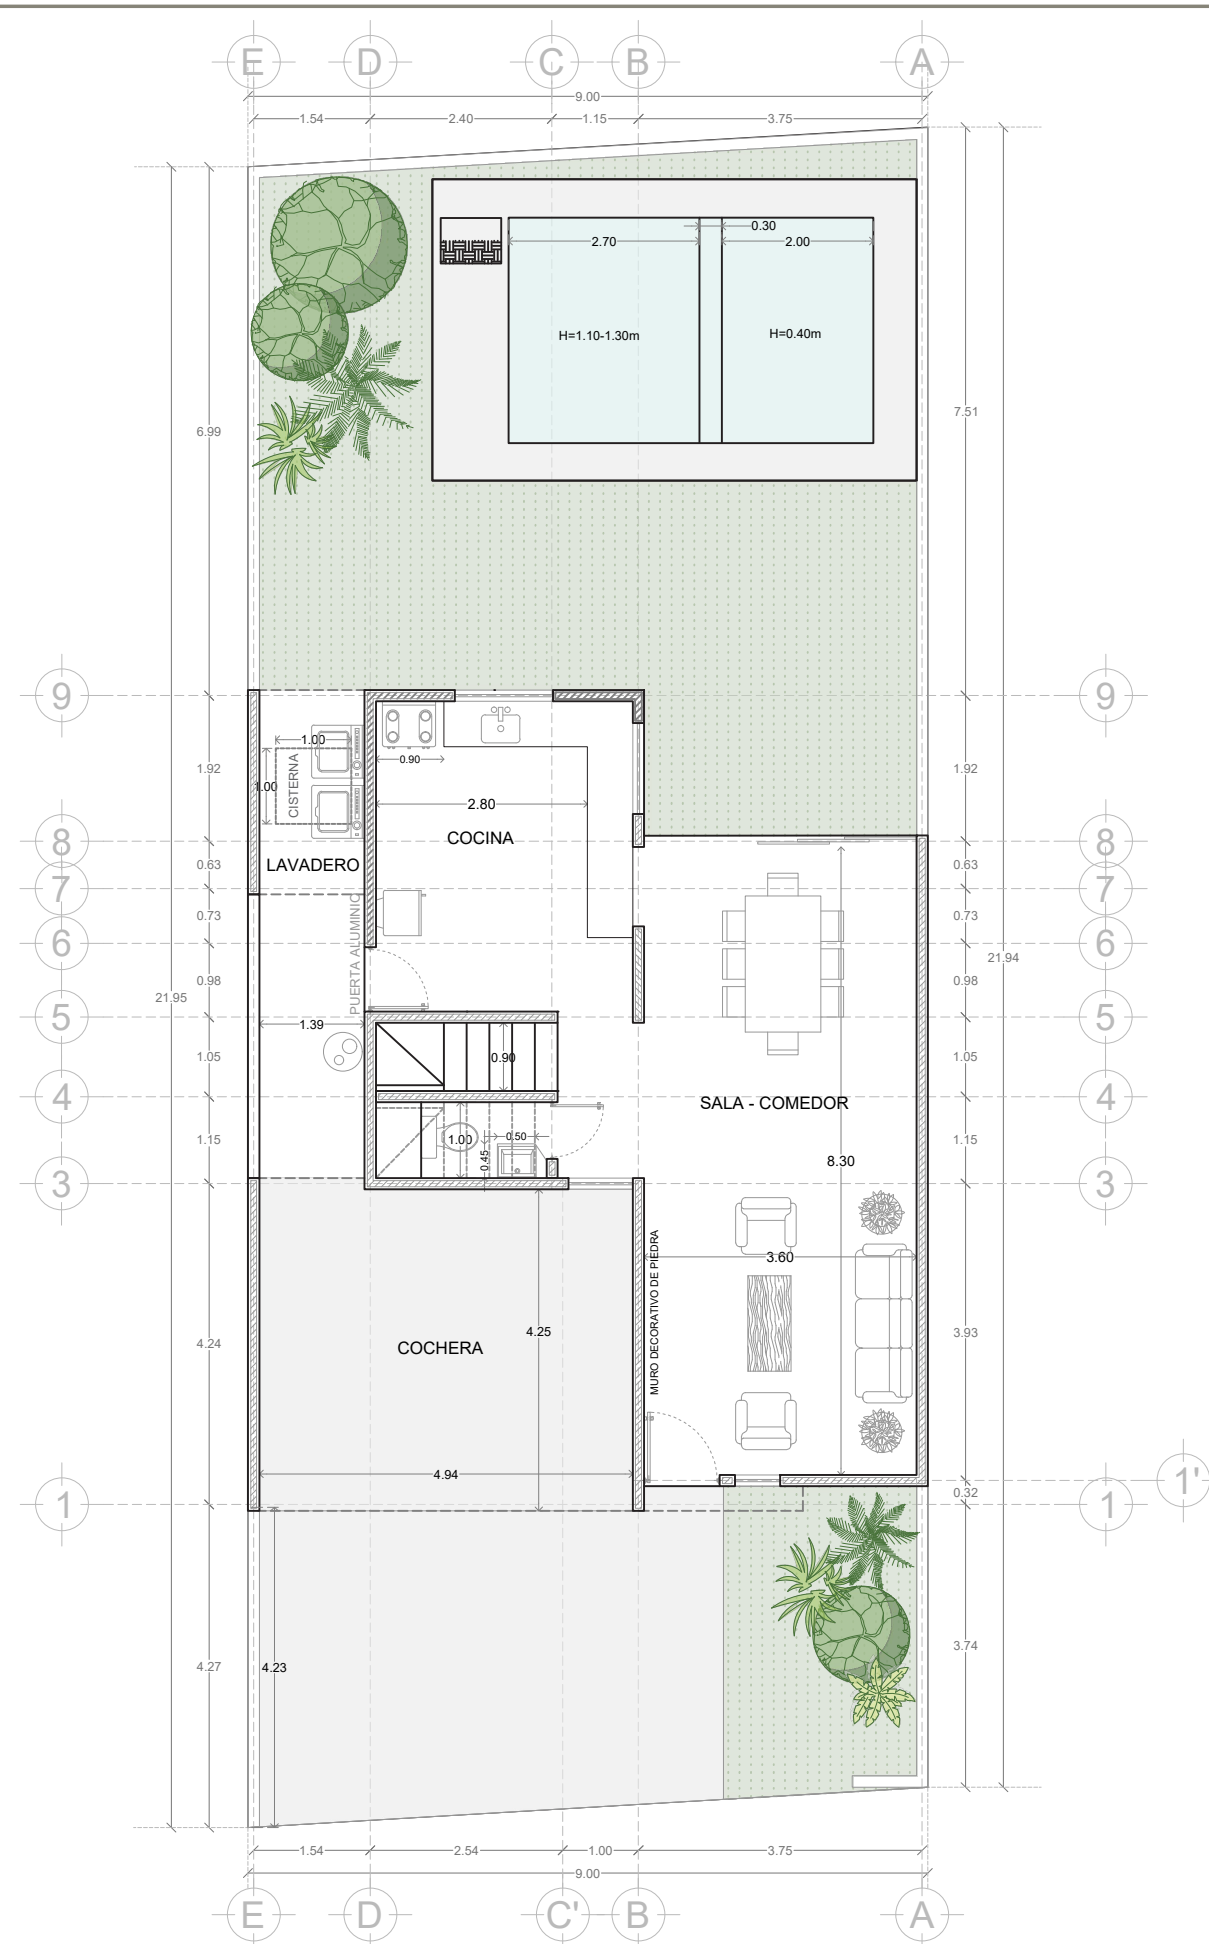 E D C B A
9.00
1.54 2.40 1.15 3.75
0.30
2.70 2.00
H=1.10-1.30m H=0.40m
7.51
6.99
9 9
1.00
0.90
1.92 1.00 CISTERNA 1.92
2.80
COCINA
8 8
0.63 LAVADERO 0.63
7 7
0.73 0.73
6 6
PUERTA ALUMINIO
21.94
0.98 0.98
21.95
5 5
1.39
1.05 0.90 1.05
4 4
SALA - COMEDOR
1.15 1.00 0.50 1.15
0.45
8.30
3 3
3.60
MURO DECORATIVO DE PIEDRA
4.25 3.93
4.24
COCHERA
4.94
1'
0.32
1 1
3.74
4.27 4.23
1.54 2.54 1.00 3.75
9.00
E D C' B A